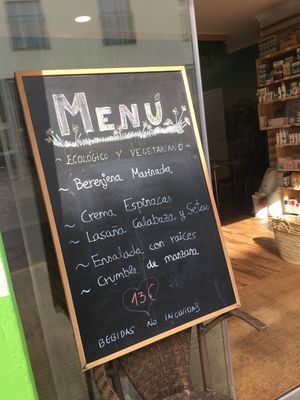 MENÚ
~ ECOLÓGICO Y VEGETARIANO ~
~ Berenjena Marinada
~ Crema Espinacas
~ Lasaña Calabaza y Setas
~ Ensalada con raíces
~ Crumble de manzana
13€
BEBIDAS NO INCLUIDAS